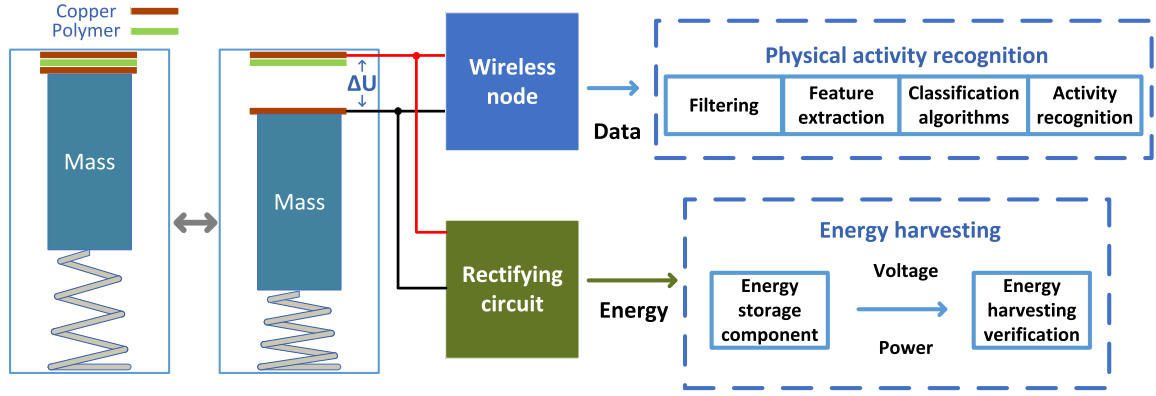 Copper
Polymer
Mass
ΔU
Mass
Wireless
node
Data
Physical activity recognition
Filtering
Feature
extraction
Classification
algorithms
Activity
recognition
Rectifying
circuit
Energy
Energy harvesting
Energy
storage
component
Voltage
Power
Energy
harvesting
verification